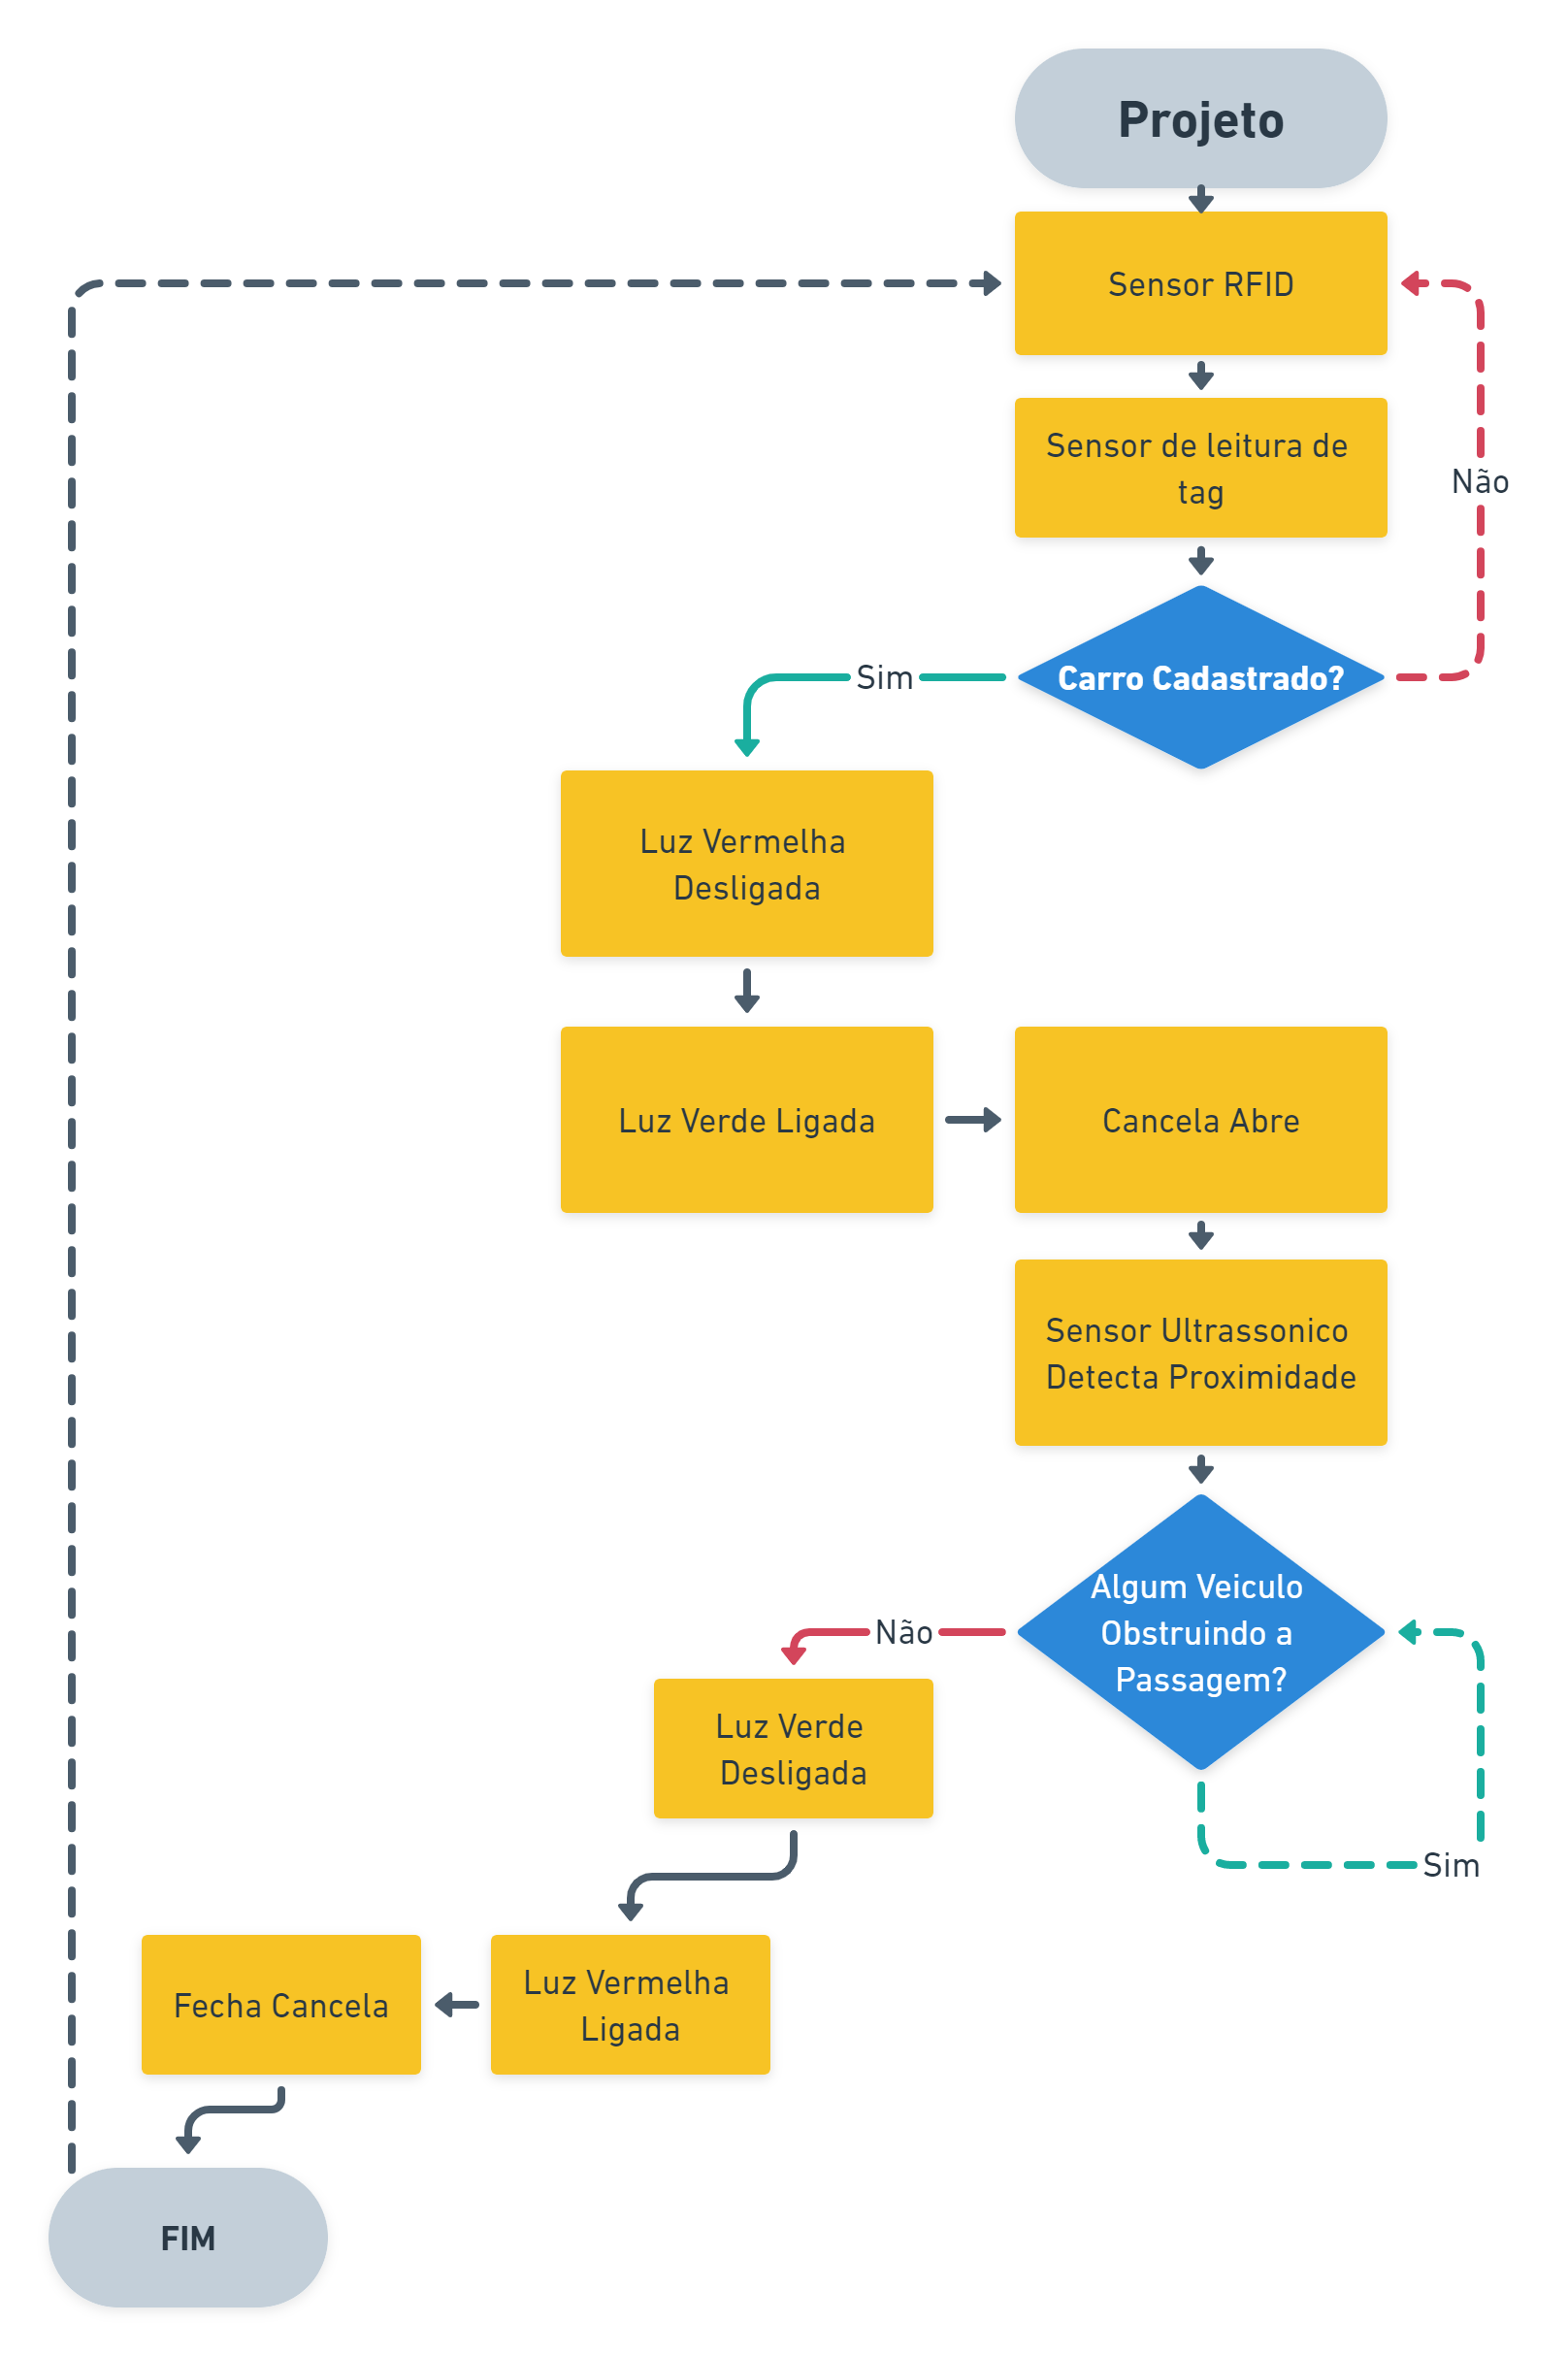 Projeto
Sensor RFID
Sensor de leitura de
tag
Não
Carro Cadastrado?
Sim
Luz Vermelha
Desligada
Luz Verde Ligada
Cancela Abre
Sensor Ultrassonico
Detecta Proximidade
Algum Veiculo
Obstruindo a
Passagem?
Não
Sim
Luz Verde
Desligada
Luz Vermelha
Ligada
Fecha Cancela
FIM